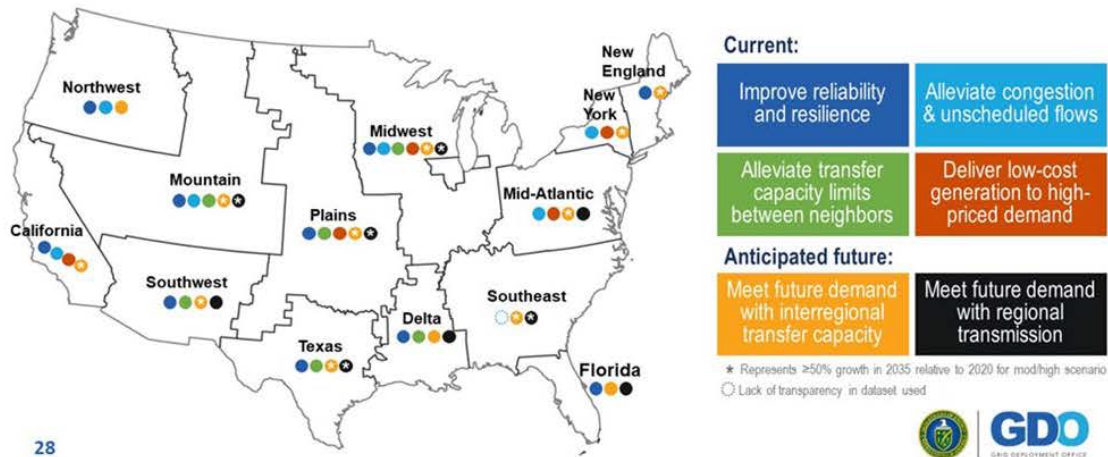 Northwest
Mountain
California
Southwest
Plains
Texas
Midwest
Delta
Southeast
Florida
Mid-Atlantic
New
York
New
England
28
Current:
Improve reliability
and resilience
Alleviate congestion
& unscheduled flows
Alleviate transfer
capacity limits
between neighbors
Deliver low-cost
generation to high-
priced demand
Anticipated future:
Meet future demand
with interregional
transfer capacity
Meet future demand
with regional
transmission
* Represents ≥50% growth in 2035 relative to 2020 for mod/high scenario
Lack of transparency in dataset used
GDO
GRID DEPLOYMENT OFFICE